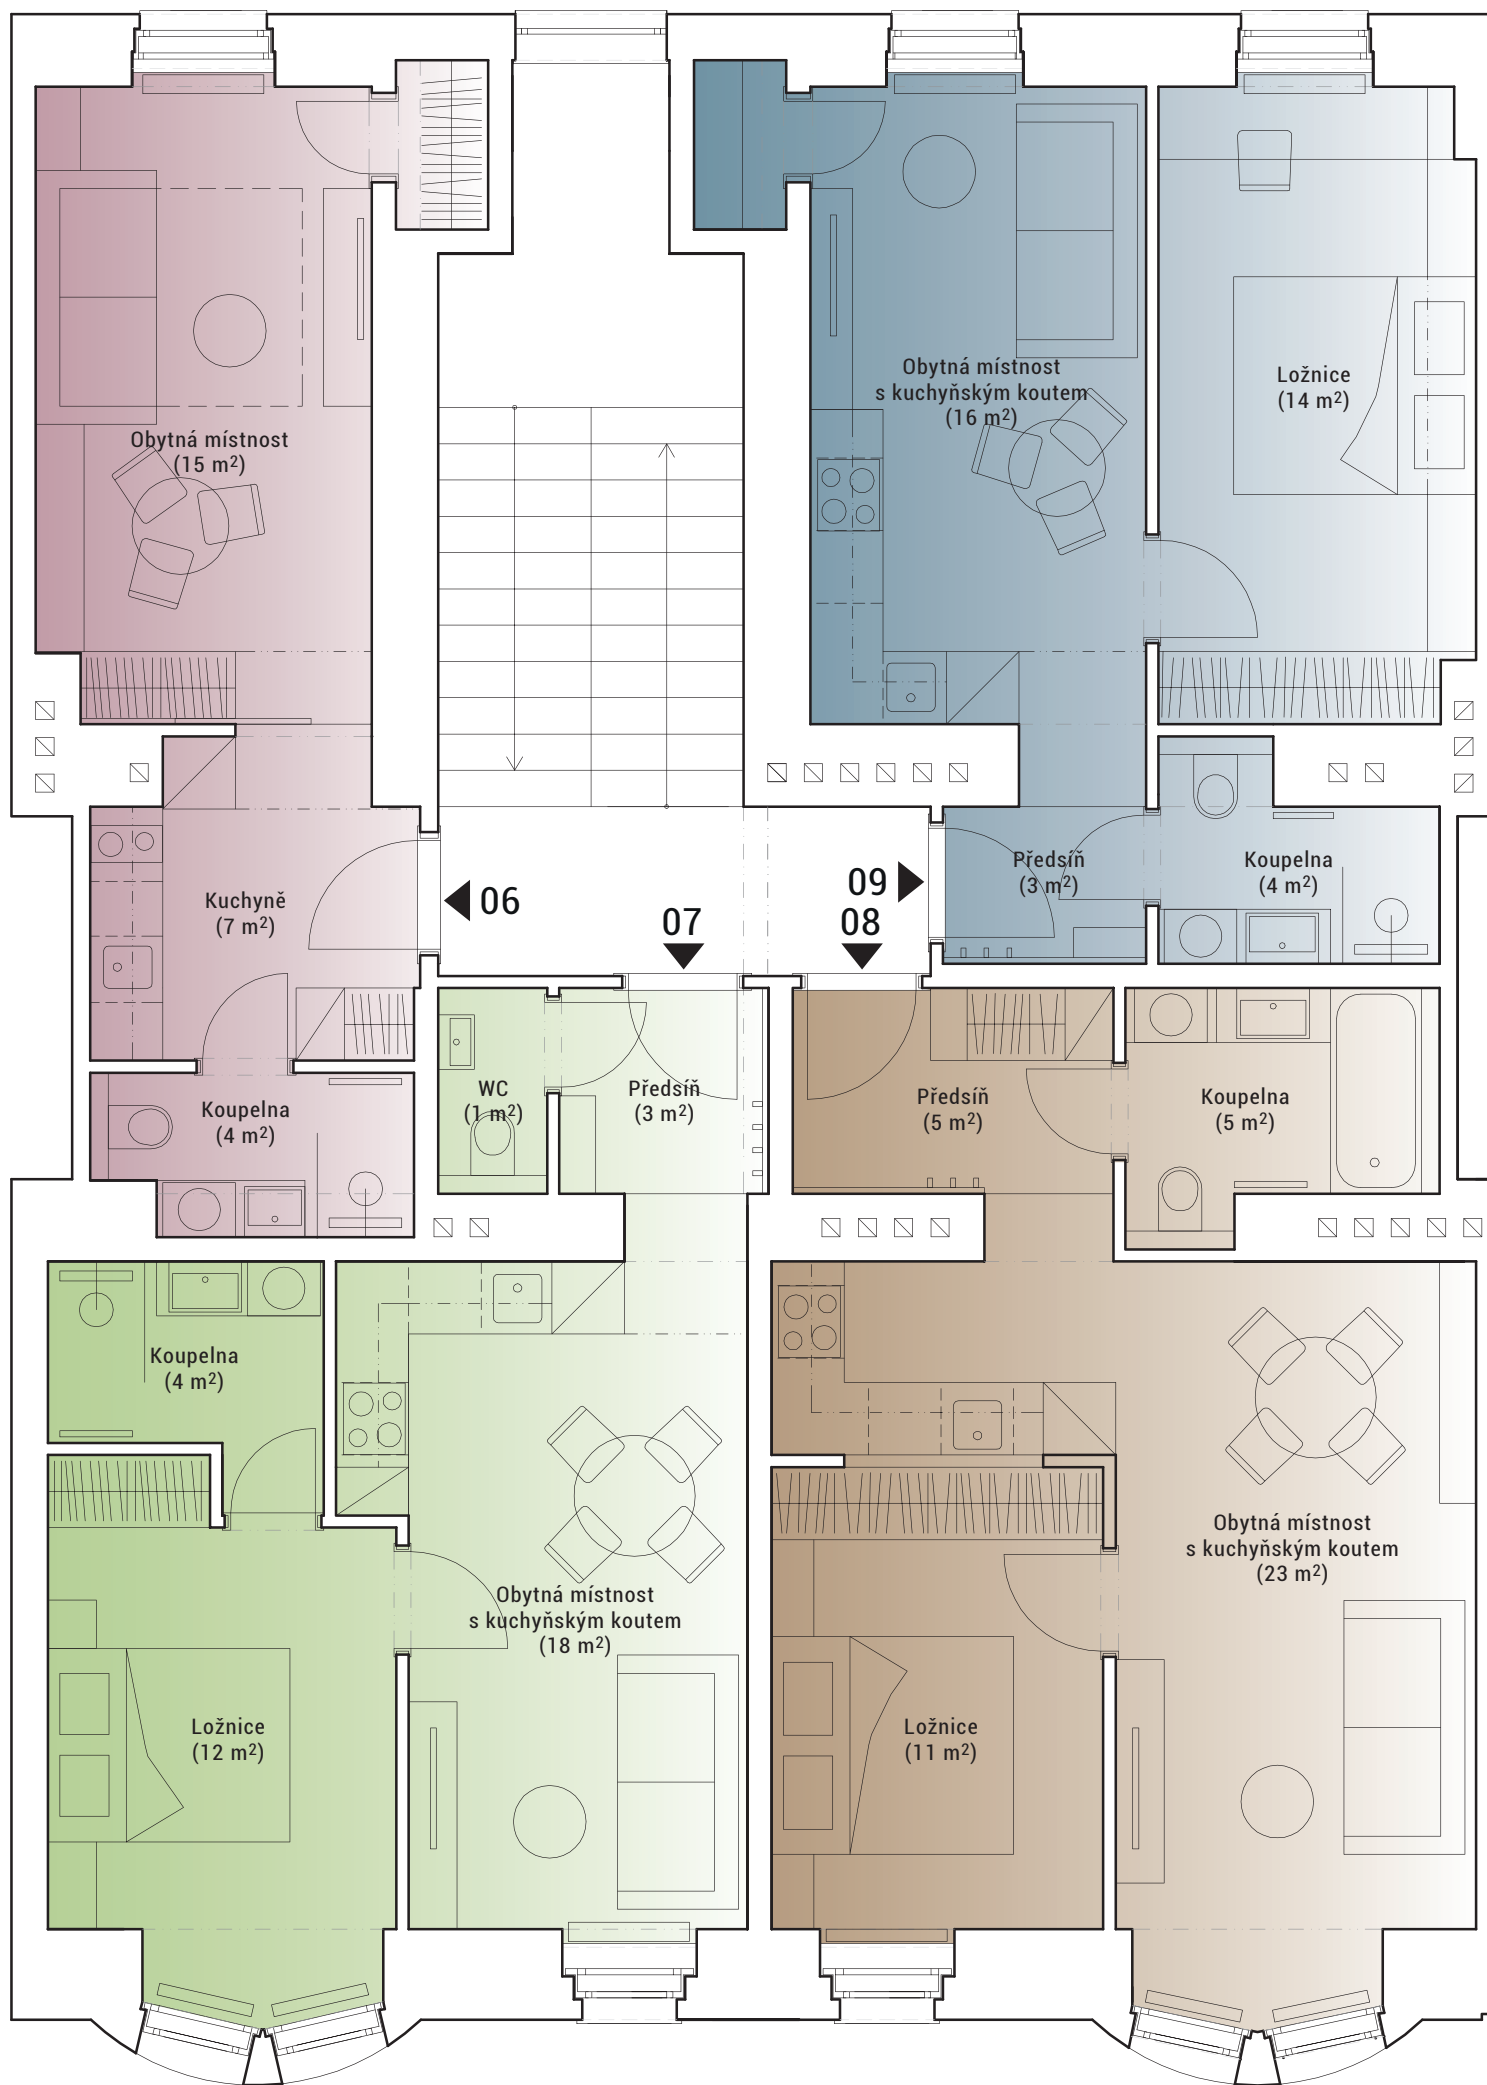 Obytná místnost
(15 m²)
Obytná místnost
s kuchyňským koutem
(16 m²)
Ložnice
(14 m²)
Kuchyně
(7 m²)
06
07
09
08
Předsíň
(3 m²)
Koupelna
(4 m²)
Koupelna
(4 m²)
WC
(1 m²)
Předsíň
(3 m²)
Předsíň
(5 m²)
Koupelna
(5 m²)
Koupelna
(4 m²)
Obytná místnost
s kuchyňským koutem
(18 m²)
Obytná místnost
s kuchyňským koutem
(23 m²)
Ložnice
(12 m²)
Ložnice
(11 m²)